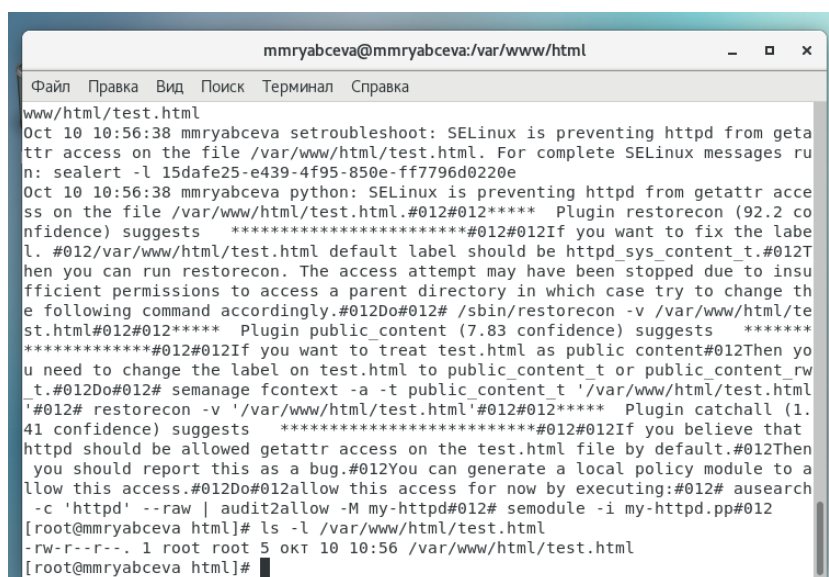 mmryabceva@mmryabceva:/var/www/html
Файл Правка Вид Поиск Терминал Справка
www/html/test.html
Oct 10 10:56:38 mmryabceva setroubleshoot: SELinux is preventing httpd from geta
ttr access on the file /var/www/html/test.html. For complete SELinux messages ru
n: sealert -l 15dafe25-e439-4f95-850e-ff7796d0220e
Oct 10 10:56:38 mmryabceva python: SELinux is preventing httpd from getattr acce
ss on the file /var/www/html/test.html.#012#012*****  Plugin restorecon (92.2 co
nfidence) suggests   ************************#012#012If you want to fix the labe
l. #012/var/www/html/test.html default label should be httpd_sys_content_t.#012T
hen you can run restorecon. The access attempt may have been stopped due to insu
fficient permissions to access a parent directory in which case try to change th
e following command accordingly.#012Do#012# /sbin/restorecon -v /var/www/html/te
st.html#012#012*****  Plugin public_content (7.83 confidence) suggests   *******
*************#012#012If you want to treat test.html as public content#012Then yo
u need to change the label on test.html to public_content_t or public_content_rw
_t.#012Do#012# semanage fcontext -a -t public_content_t '/var/www/html/test.html
'#012# restorecon -v '/var/www/html/test.html'#012#012*****  Plugin catchall (1.
41 confidence) suggests   **************************#012#012If you believe that
httpd should be allowed getattr access on the test.html file by default.#012Then
 you should report this as a bug.#012You can generate a local policy module to a
llow this access.#012Do#012allow this access for now by executing:#012# ausearch
 -c 'httpd' --raw | audit2allow -M my-httpd#012# semodule -i my-httpd.pp#012
[root@mmryabceva html]# ls -l /var/www/html/test.html
-rw-r--r--. 1 root root 5 окт 10 10:56 /var/www/html/test.html
[root@mmryabceva html]#